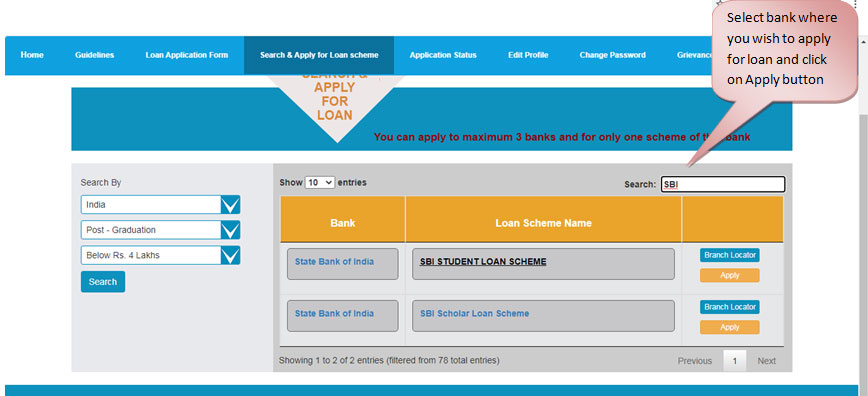 Select bank where
you wish to apply
for loan and click
on Apply button
Home Guidelines Loan Application Form Search & Apply for Loan scheme Application Status Edit Profile Change Password Grievance
SEARCH &
APPLY
FOR
LOAN
You can apply to maximum 3 banks and for only one scheme of bank
Search By
India
Post - Graduation
Below Rs. 4 Lakhs
Search
Show 10 entries
Search: SBI
Bank Loan Scheme Name
State Bank of India SBI STUDENT LOAN SCHEME Branch Locator
Apply
State Bank of India SBI Scholar Loan Scheme Branch Locator
Apply
Showing 1 to 2 of 2 entries (filtered from 78 total entries) Previous 1 Next